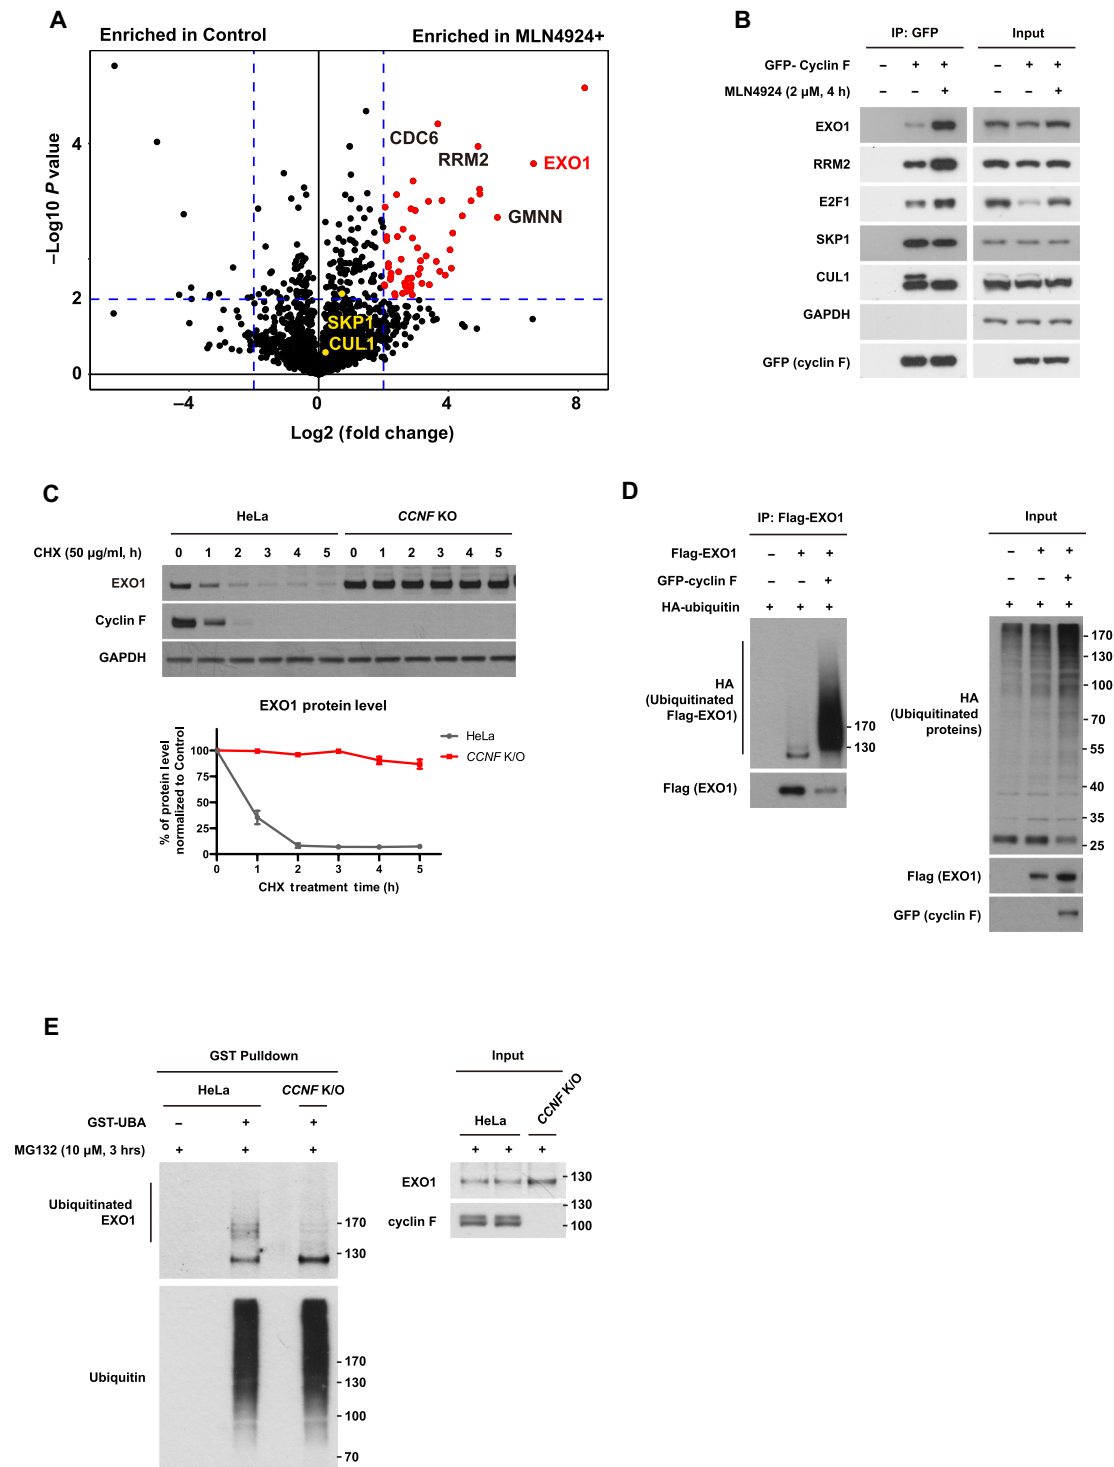 A
Enriched in Control
Enriched in MLN4924+
CDC6
RRM2
EXO1
GMNN
SKP1
CUL1
–Log10 P value
4
2
0
–4
0
4
8
Log2 (fold change)
B
IP: GFP
Input
GFP- Cyclin F – + + – + +
MLN4924 (2 µM, 4 h) – – + – – +
EXO1
RRM2
E2F1
SKP1
CUL1
GAPDH
GFP (cyclin F)
C
HeLa
CCNF KO
CHX (50 µg/ml, h) 0 1 2 3 4 5 0 1 2 3 4 5
EXO1
Cyclin F
GAPDH
EXO1 protein level
HeLa
CCNF K/O
% of protein level
normalized to Control
100
75
50
25
0
0 1 2 3 4 5
CHX treatment time (h)
D
IP: Flag-EXO1
Input
Flag-EXO1 – + + – + +
GFP-cyclin F – – + – – +
HA-ubiquitin + + + + + +
HA
(Ubiquitinated
Flag-EXO1)
170
130
Flag (EXO1)
HA
(Ubiquitinated
proteins)
170
130
100
70
55
40
35
25
Flag (EXO1)
GFP (cyclin F)
E
GST Pulldown
HeLa
CCNF K/O
GST-UBA – + +
MG132 (10 µM, 3 hrs) + + +
Ubiquitinated
EXO1
170
130
Ubiquitin
170
130
100
70
Input
HeLa
CCNF K/O
+ + +
EXO1
130
cyclin F
130
100